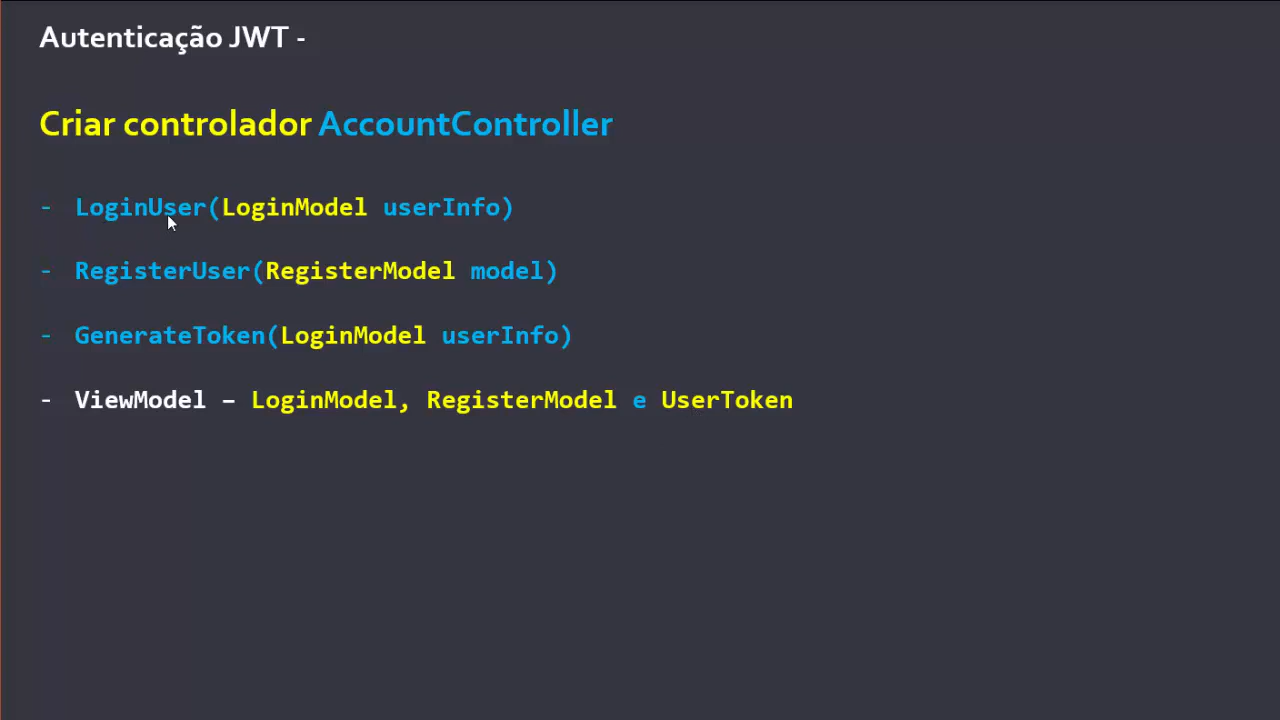 Autenticação JWT -
Criar controlador AccountController
- LoginUser(LoginModel userInfo)
- RegisterUser(RegisterModel model)
- GenerateToken(LoginModel userInfo)
- ViewModel – LoginModel, RegisterModel e UserToken